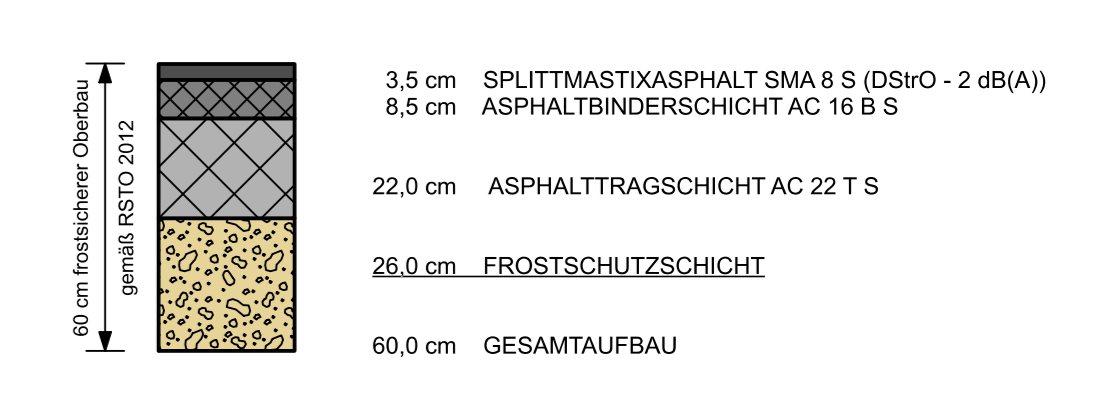 60 cm frostsicherer Oberbau
gemäß RSTO 2012
3,5 cm SPLITTMASTIXASPHALT SMA 8 S (DStrO - 2 dB(A))
8,5 cm ASPHALTBINDERSCHICHT AC 16 B S
22,0 cm ASPHALTTRAGSCHICHT AC 22 T S
26,0 cm FROSTSCHUTZSCHICHT
60,0 cm GESAMTAUFBAU